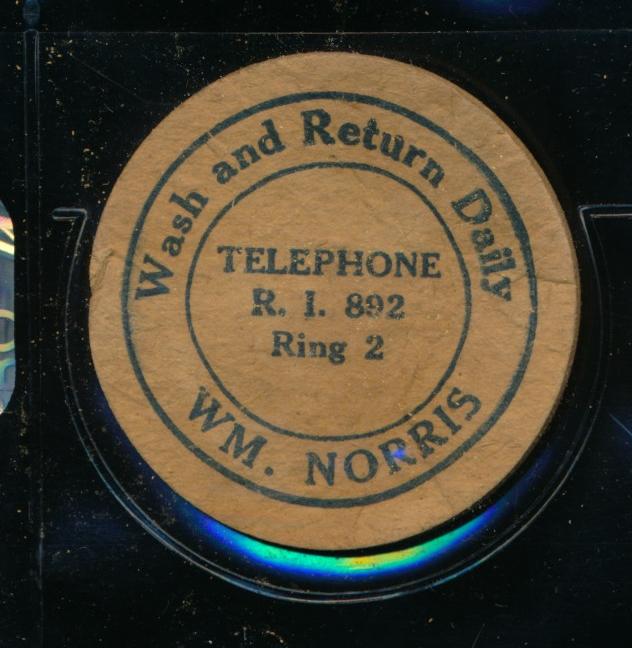 Wash and Return Daily
TELEPHONE
R. I. 892
Ring 2
WM. NORRIS